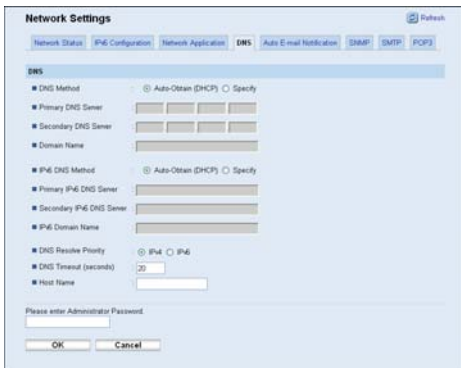 Network Settings
Refresh
Network Status IPv6 Configuration Network Application DNS Auto E-mail Notification SNMP SMTP POP3
DNS
DNS Method : Auto-Obtain (DHCP) Specify
Primary DNS Server :
Secondary DNS Server :
Domain Name :
IPv6 DNS Method : Auto-Obtain (DHCP) Specify
Primary IPv6 DNS Server :
Secondary IPv6 DNS Server :
IPv6 Domain Name :
DNS Resolve Priority : IPv4 IPv6
DNS Timeout (seconds) : 20
Host Name :
Please enter Administrator Password.
OK Cancel